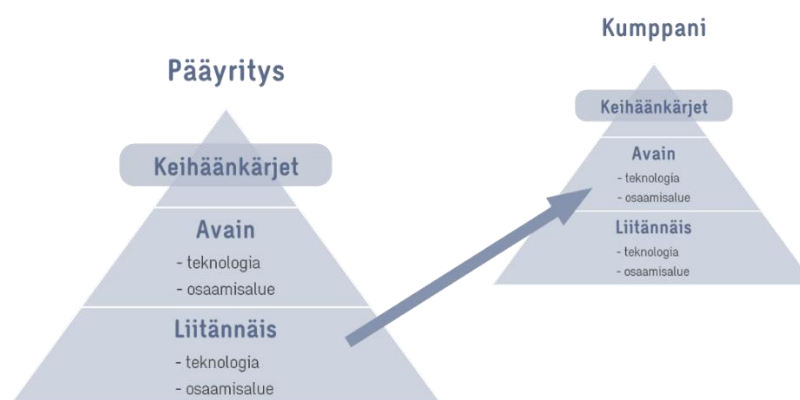 Pääyritys
Keihäänkärjet
Avain
- teknologia
- osaamisalue
Liitännäis
- teknologia
- osaamisalue
Kumppani
Keihäänkärjet
Avain
- teknologia
- osaamisalue
Liitännäis
- teknologia
- osaamisalue